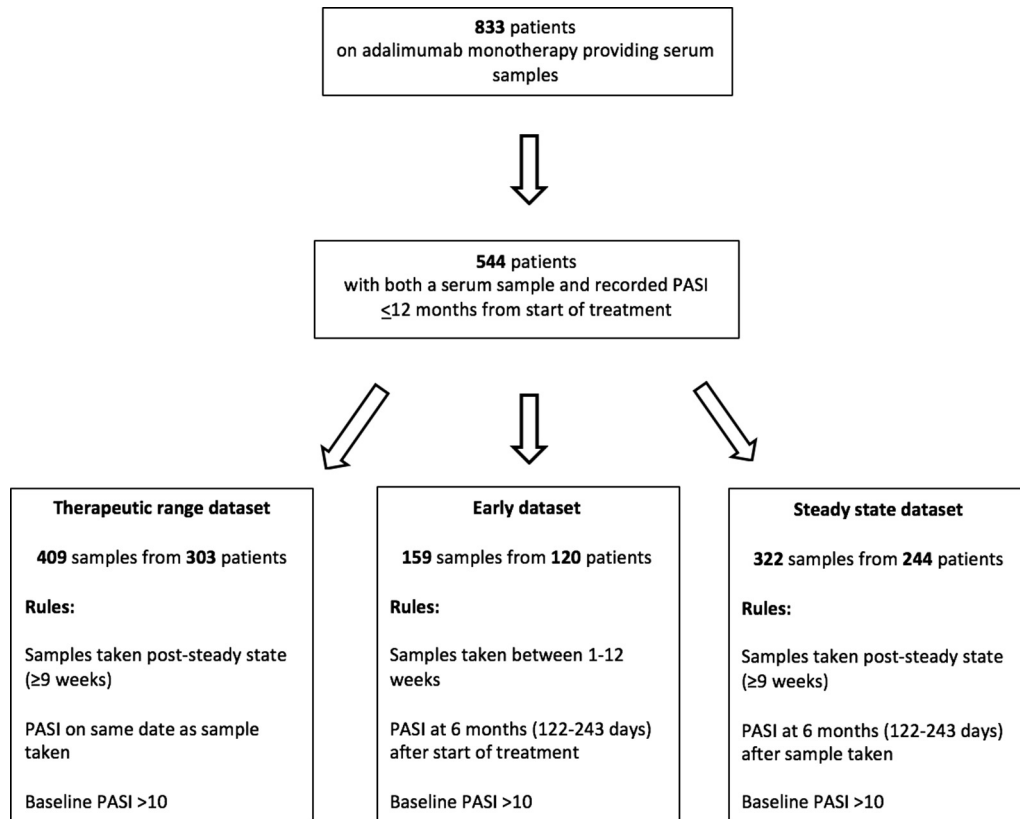 833 patients
on adalimumab monotherapy providing serum
samples
544 patients
with both a serum sample and recorded PASI
≤12 months from start of treatment
Therapeutic range dataset
409 samples from 303 patients
Rules:
Samples taken post-steady state
(≥9 weeks)
PASI on same date as sample
taken
Baseline PASI >10
Early dataset
159 samples from 120 patients
Rules:
Samples taken between 1-12
weeks
PASI at 6 months (122-243 days)
after start of treatment
Baseline PASI >10
Steady state dataset
322 samples from 244 patients
Rules:
Samples taken post-steady state
(≥9 weeks)
PASI at 6 months (122-243 days)
after sample taken
Baseline PASI >10